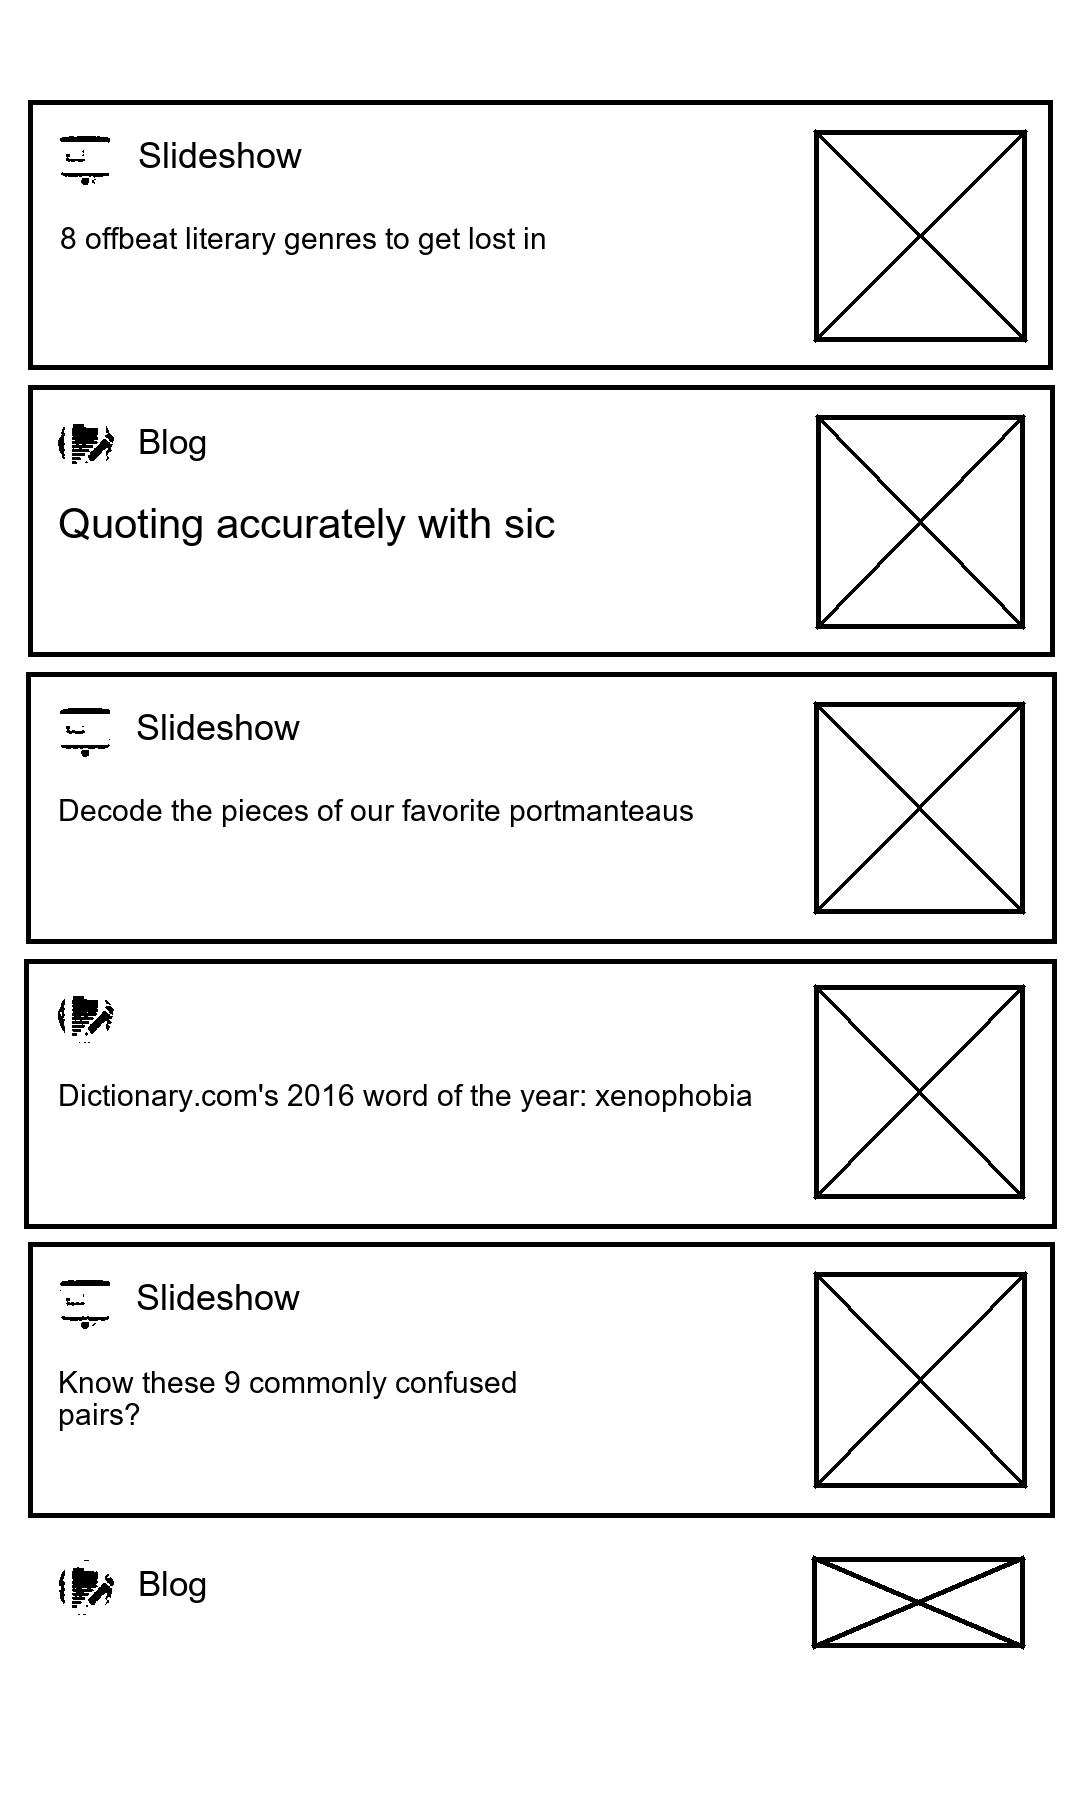 Slideshow
8 offbeat literary genres to get lost in
Blog
Quoting accurately with sic
Slideshow
Decode the pieces of our favorite portmanteaus
Dictionary.com's 2016 word of the year: xenophobia
Slideshow
Know these 9 commonly confused
pairs?
Blog